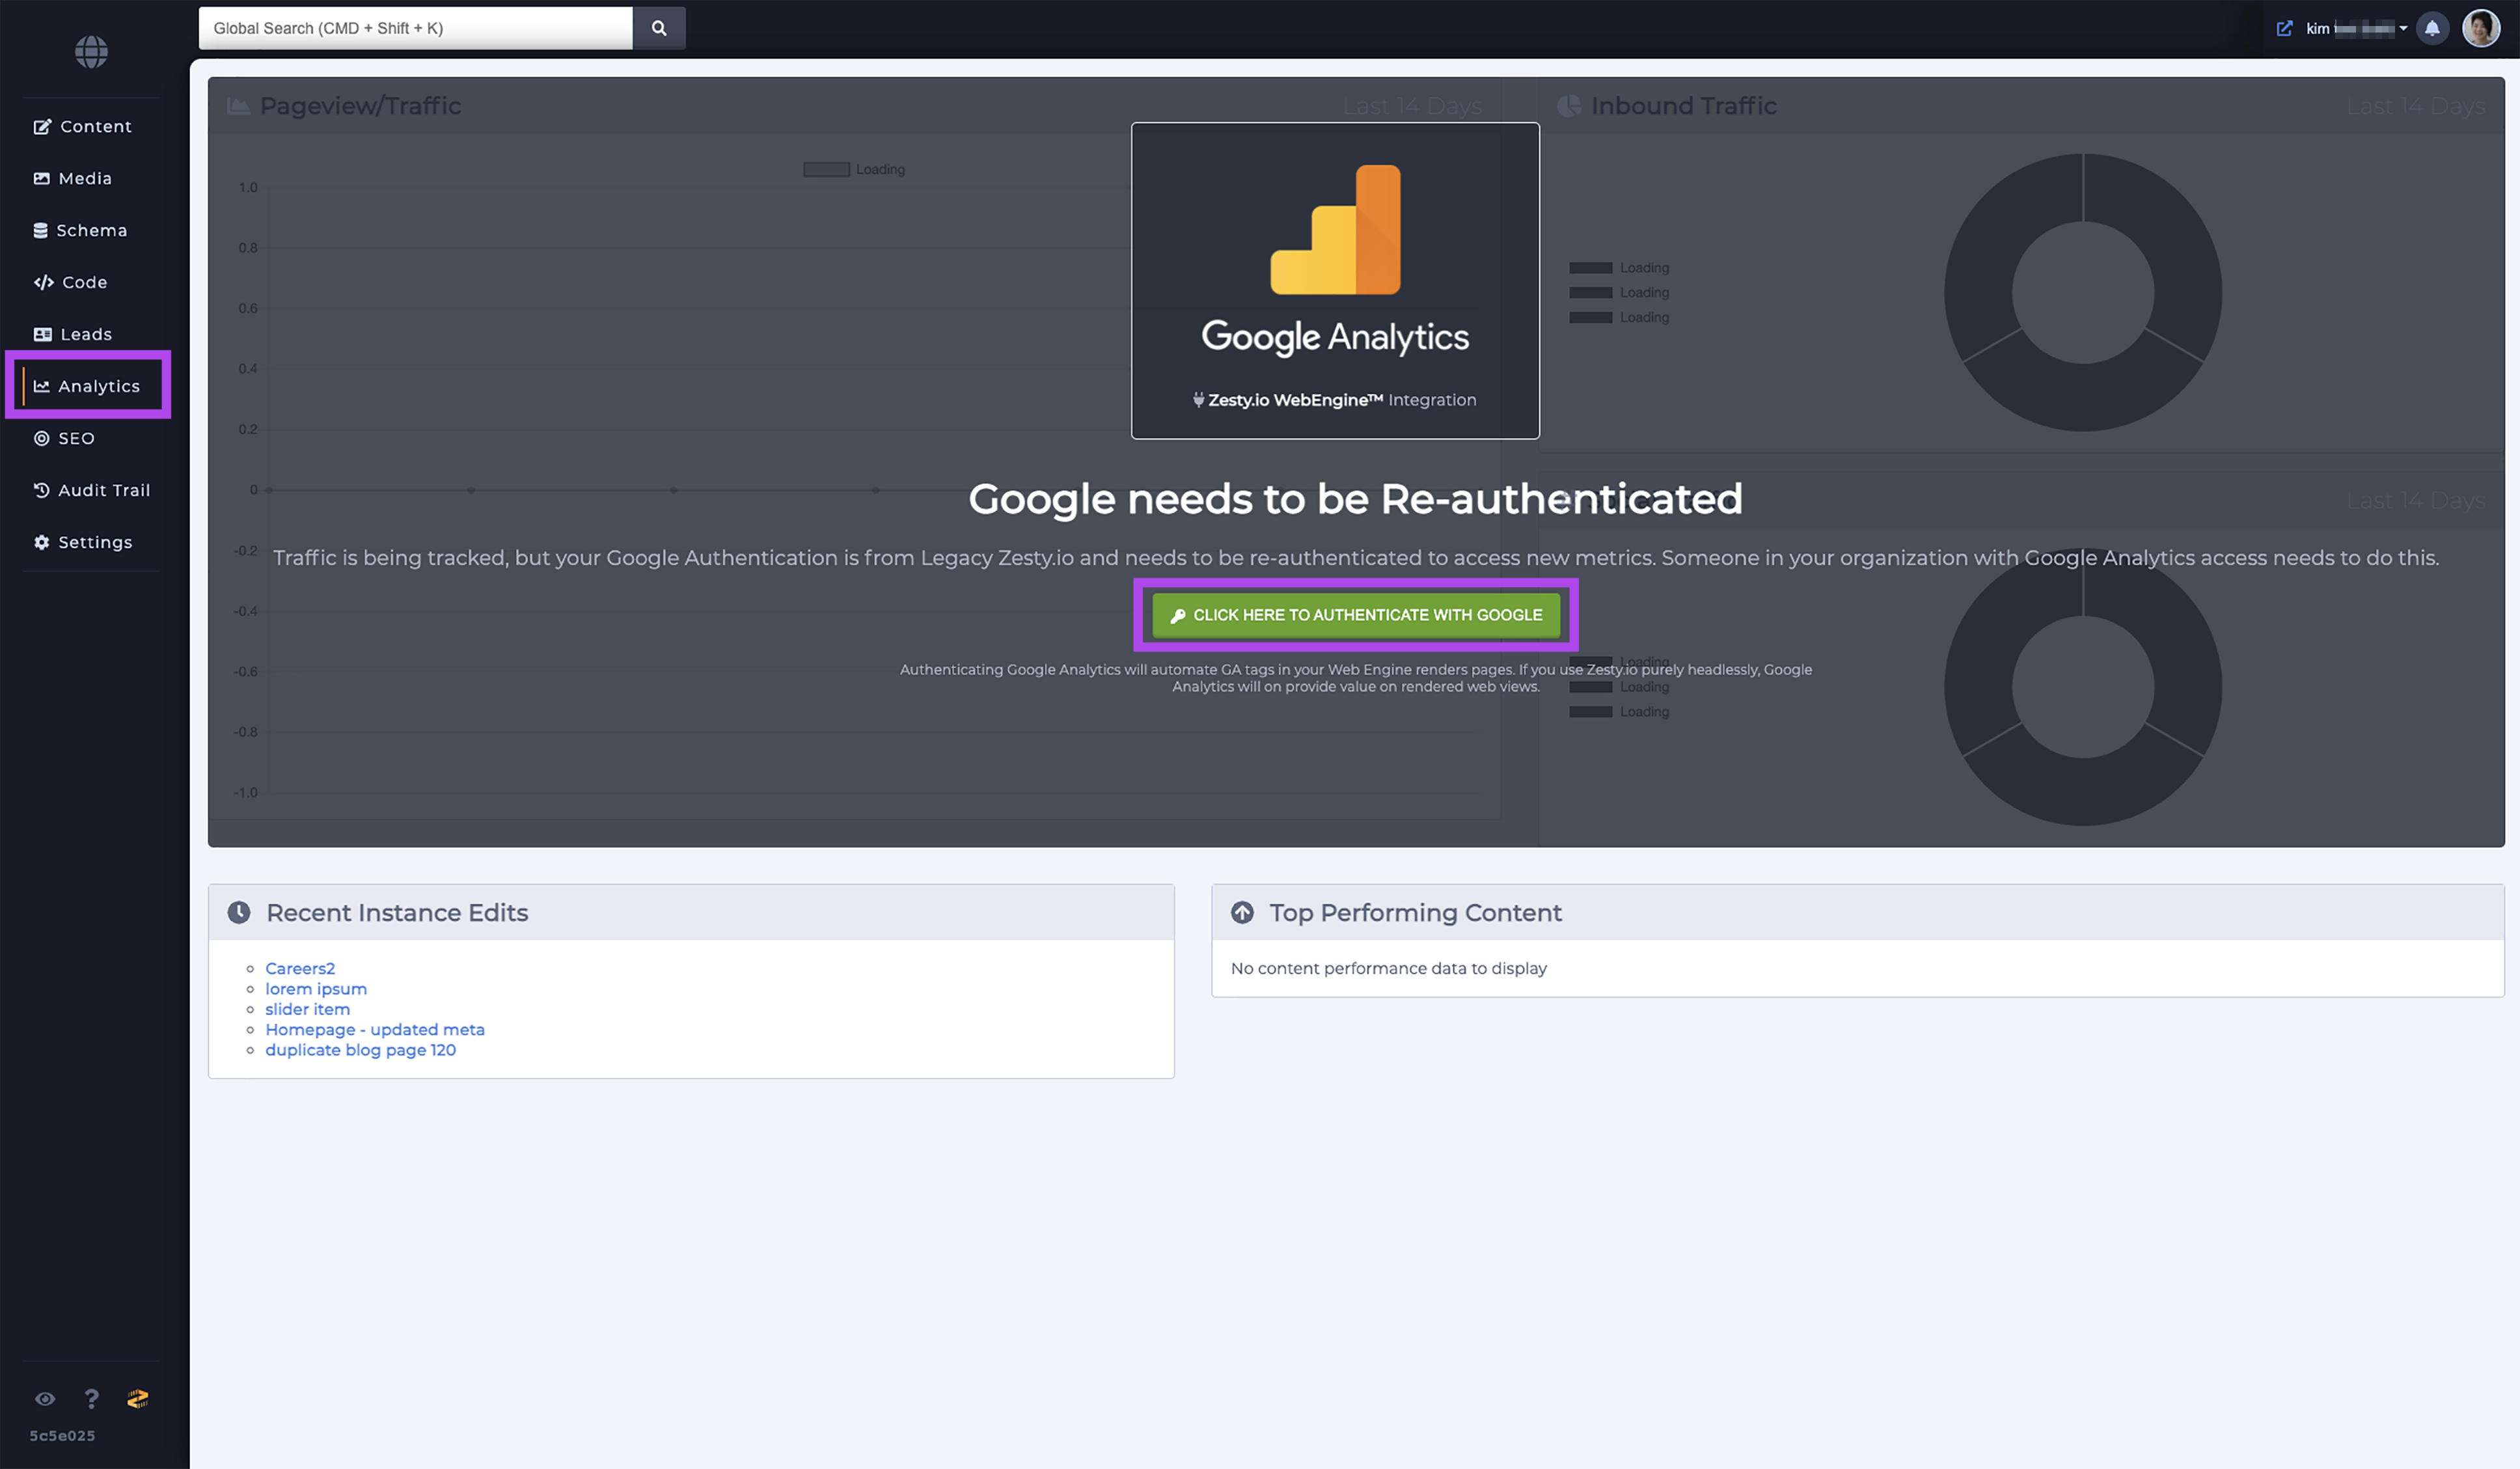 Global Search (CMD + Shift + K)
kim
Content
Media
Schema
Code
Leads
Analytics
SEO
Audit Trail
Settings
5c5e025
Pageview/Traffic
Last 14 Days
Loading
1.0
0.8
0.6
0.4
0.2
0
-0.2
-0.4
-0.6
-0.8
-1.0
Inbound Traffic
Last 14 Days
Loading
Loading
Loading
Google Analytics
Zesty.io WebEngine™ Integration
Google needs to be Re-authenticated
Last 14 Days
Traffic is being tracked, but your Google Authentication is from Legacy Zesty.io and needs to be re-authenticated to access new metrics. Someone in your organization with Google Analytics access needs to do this.
CLICK HERE TO AUTHENTICATE WITH GOOGLE
Authenticating Google Analytics will automate GA tags in your Web Engine renders pages. If you use Zesty.io purely headlessly, Google
Analytics will on provide value on rendered web views.
Loading
Loading
Loading
Recent Instance Edits
Careers2
lorem ipsum
slider item
Homepage - updated meta
duplicate blog page 120
Top Performing Content
No content performance data to display